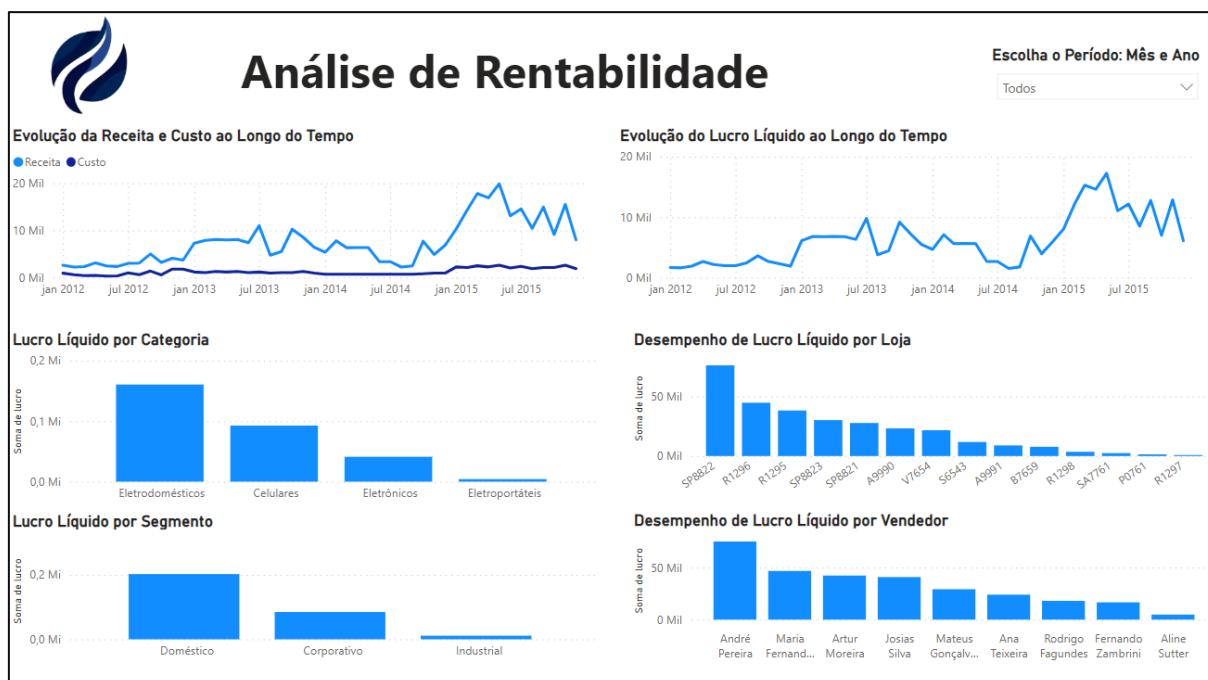 Análise de Rentabilidade
Escolha o Período: Mês e Ano
Todos
Evolução da Receita e Custo ao Longo do Tempo
Receita Custo
20 Mil
10 Mil
0 Mil
jan 2012 jul 2012 jan 2013 jul 2013 jan 2014 jul 2014 jan 2015 jul 2015
Evolução do Lucro Líquido ao Longo do Tempo
20 Mil
10 Mil
0 Mil
jan 2012 jul 2012 jan 2013 jul 2013 jan 2014 jul 2014 jan 2015 jul 2015
Lucro Líquido por Categoria
Soma de lucro
0,2 Mi
0,1 Mi
0,0 Mi
Eletrodomésticos Celulares Eletrônicos Eletroportáteis
Desempenho de Lucro Líquido por Loja
Soma de lucro
50 Mil
0 Mil
SP8822 R1296 R1295 SP8823 SP8821 A9990 V7654 S6543 A9991 B7659 R1298 SA7761 P0761 R1297
Lucro Líquido por Segmento
Soma de lucro
0,2 Mi
0,0 Mi
Doméstico Corporativo Industrial
Desempenho de Lucro Líquido por Vendedor
Soma de lucro
50 Mil
0 Mil
André Maria Artur Josias Mateus Ana Rodrigo Fernando Aline
Pereira Fernand... Moreira Silva Gonçalv... Teixeira Fagundes Zambrini Sutter